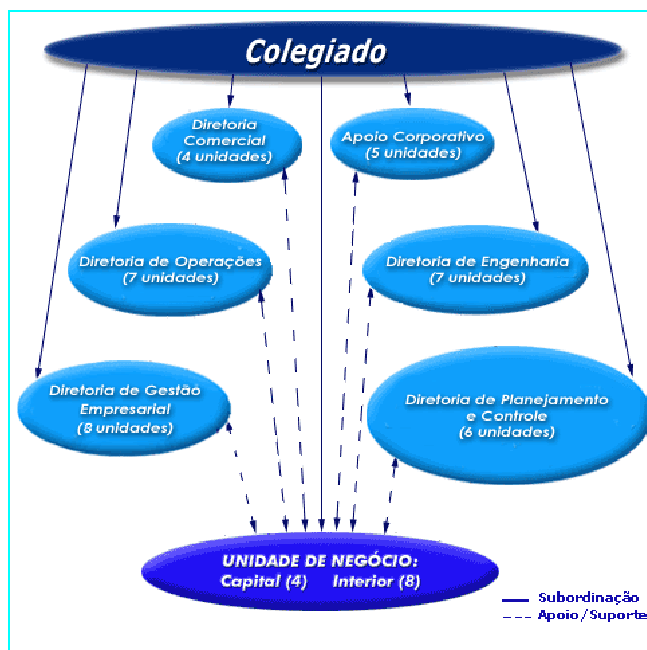 Colegiado
Diretoria
Comercial
(4 unidades)
Apoio Corporativo
(5 unidades)
Diretoria de Operações
(7 unidades)
Diretoria de Engenharia
(7 unidades)
Diretoria de Gestão
Empresarial
(8 unidades)
Diretoria de Planejamento
e Controle
(6 unidades)
UNIDADE DE NEGÓCIO:
Capital (4) Interior (8)
Subordinação
Apoio/Suporte